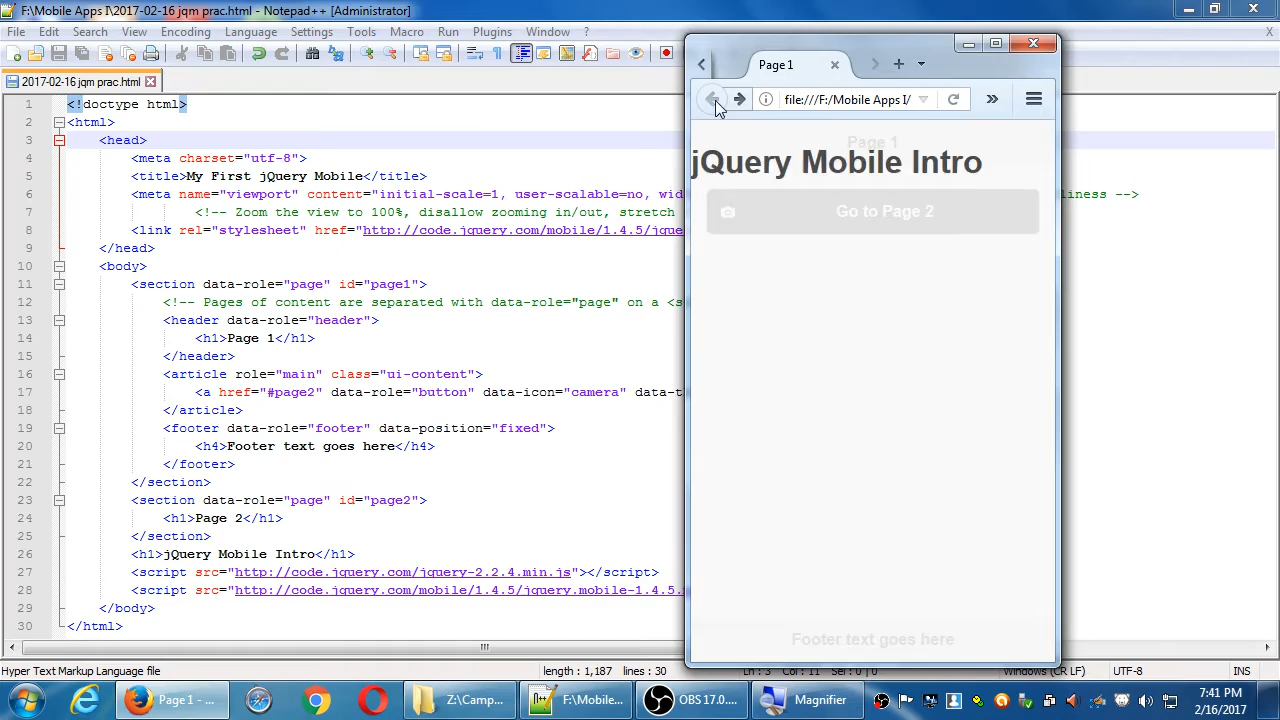 F:\Mobile Apps I\2017-02-16 jqm prac.html - Notepad++ [Administrator]
File Edit Search View Encoding Language Settings Tools Macro Run Plugins Window ?
2017-02-16 jqm prac.html
1 <!doctype html>
2 <html>
3 <head>
4 <meta charset="utf-8">
5 <title>My First jQuery Mobile</title>
6 <meta name="viewport" content="initial-scale=1, user-scalable=no, wid
liness -->
7 <!-- Zoom the view to 100%, disallow zooming in/out, stretch
8 <link rel="stylesheet" href="http://code.jquery.com/mobile/1.4.5/jque
9 </head>
10 <body>
11 <section data-role="page" id="page1">
12 <!-- Pages of content are separated with data-role="page" on a <s
13 <header data-role="header">
14 <h1>Page 1</h1>
15 </header>
16 <article role="main" class="ui-content">
17 <a href="#page2" data-role="button" data-icon="camera" data-t
18 </article>
19 <footer data-role="footer" data-position="fixed">
20 <h4>Footer text goes here</h4>
21 </footer>
22 </section>
23 <section data-role="page" id="page2">
24 <h1>Page 2</h1>
25 </section>
26 <h1>jQuery Mobile Intro</h1>
27 <script src="http://code.jquery.com/jquery-2.2.4.min.js"></script>
28 <script src="http://code.jquery.com/mobile/1.4.5/jquery.mobile-1.4.5.
29 </body>
30 </html>
Page 1
file:///F:/Mobile Apps I/
Page 1
jQuery Mobile Intro
Go to Page 2
Footer text goes here
Hyper Text Markup Language file
length : 1,187 lines : 30
Ln : 3 Col : 11 Sel : 0 | 0
Windows (CR LF)
UTF-8
INS
Page 1 - ...
Z:\Camp...
F:\Mobile...
OBS 17.0....
Magnifier
7:41 PM
2/16/2017